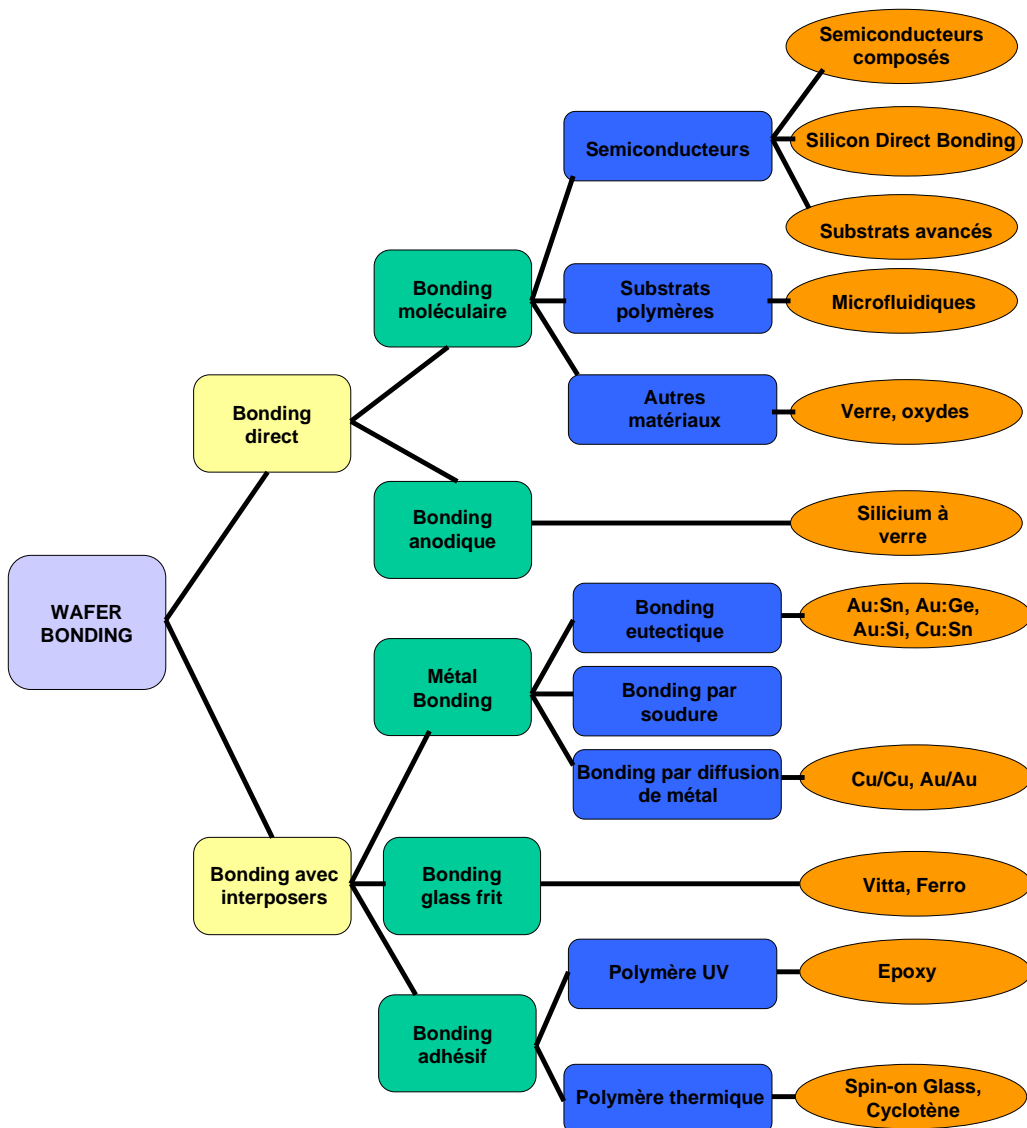 Semiconducteurs
composés
Semiconducteurs
Silicon Direct Bonding
Substrats avancés
Bonding
moléculaire
Substrats
polymères
Microfluidiques
Bonding
direct
Autres
matériaux
Verre, oxydes
Bonding
anodique
Silicium à
verre
WAFER
BONDING
Bonding
eutectique
Au:Sn, Au:Ge,
Au:Si, Cu:Sn
Métal
Bonding
Bonding par
soudure
Bonding par diffusion
de métal
Cu/Cu, Au/Au
Bonding avec
interposers
Bonding
glass frit
Vitta, Ferro
Polymère UV
Epoxy
Bonding
adhésif
Polymère thermique
Spin-on Glass,
Cyclotène